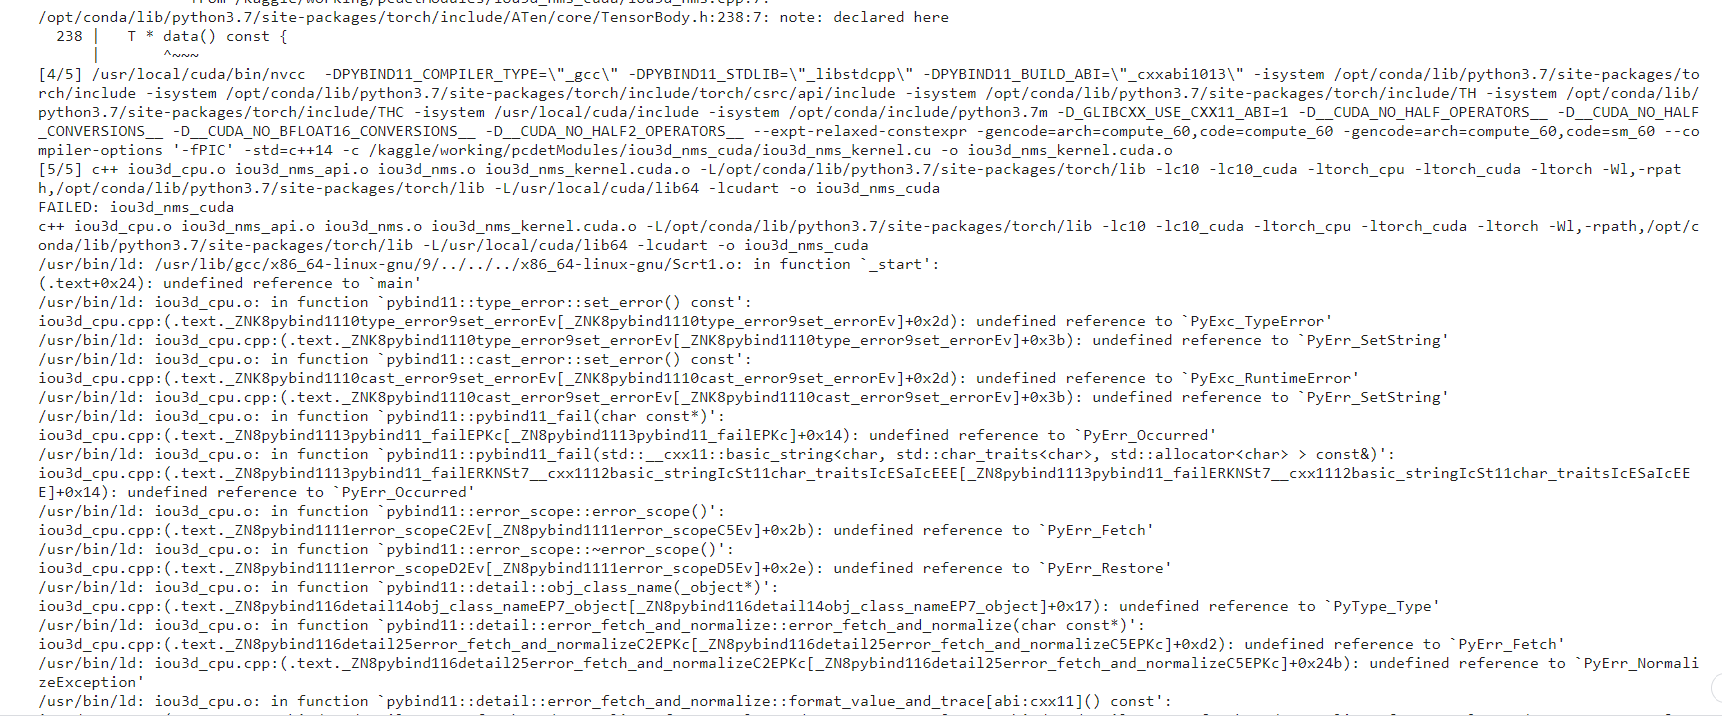 /opt/conda/lib/python3.7/site-packages/torch/include/ATen/core/TensorBody.h:238:7: note: declared here
238 |   T * data() const {
|       ^~~~
[4/5] /usr/local/cuda/bin/nvcc  -DPYBIND11_COMPILER_TYPE=\"_gcc\" -DPYBIND11_STDLIB=\"_libstdcpp\" -DPYBIND11_BUILD_ABI=\"_cxxabi1013\" -isystem /opt/conda/lib/python3.7/site-packages/to
rch/include -isystem /opt/conda/lib/python3.7/site-packages/torch/include/torch/csrc/api/include -isystem /opt/conda/lib/python3.7/site-packages/torch/include/TH -isystem /opt/conda/lib/
python3.7/site-packages/torch/include/THC -isystem /usr/local/cuda/include -isystem /opt/conda/include/python3.7m -D_GLIBCXX_USE_CXX11_ABI=1 -D__CUDA_NO_HALF_OPERATORS__ -D__CUDA_NO_HALF
_CONVERSIONS__ -D__CUDA_NO_BFLOAT16_CONVERSIONS__ -D__CUDA_NO_HALF2_OPERATORS__ --expt-relaxed-constexpr -gencode=arch=compute_60,code=compute_60 -gencode=arch=compute_60,code=sm_60 --co
mpiler-options '-fPIC' -std=c++14 -c /kaggle/working/pcdetModules/iou3d_nms_cuda/iou3d_nms_kernel.cu -o iou3d_nms_kernel.cuda.o
[5/5] c++ iou3d_cpu.o iou3d_nms_api.o iou3d_nms.o iou3d_nms_kernel.cuda.o -L/opt/conda/lib/python3.7/site-packages/torch/lib -lc10 -lc10_cuda -ltorch_cpu -ltorch_cuda -ltorch -Wl,-rpat
h,/opt/conda/lib/python3.7/site-packages/torch/lib -L/usr/local/cuda/lib64 -lcudart -o iou3d_nms_cuda
FAILED: iou3d_nms_cuda
c++ iou3d_cpu.o iou3d_nms_api.o iou3d_nms.o iou3d_nms_kernel.cuda.o -L/opt/conda/lib/python3.7/site-packages/torch/lib -lc10 -lc10_cuda -ltorch_cpu -ltorch_cuda -ltorch -Wl,-rpath,/opt/c
onda/lib/python3.7/site-packages/torch/lib -L/usr/local/cuda/lib64 -lcudart -o iou3d_nms_cuda
/usr/bin/ld: /usr/lib/gcc/x86_64-linux-gnu/9/../../../x86_64-linux-gnu/Scrt1.o: in function `_start':
(.text+0x24): undefined reference to `main'
/usr/bin/ld: iou3d_cpu.o: in function `pybind11::type_error::set_error() const':
iou3d_cpu.cpp:(.text._ZNK8pybind1110type_error9set_errorEv[_ZNK8pybind1110type_error9set_errorEv]+0x2d): undefined reference to `PyExc_TypeError'
/usr/bin/ld: iou3d_cpu.cpp:(.text._ZNK8pybind1110type_error9set_errorEv[_ZNK8pybind1110type_error9set_errorEv]+0x3b): undefined reference to `PyErr_SetString'
/usr/bin/ld: iou3d_cpu.o: in function `pybind11::cast_error::set_error() const':
iou3d_cpu.cpp:(.text._ZNK8pybind1110cast_error9set_errorEv[_ZNK8pybind1110cast_error9set_errorEv]+0x2d): undefined reference to `PyExc_RuntimeError'
/usr/bin/ld: iou3d_cpu.cpp:(.text._ZNK8pybind1110cast_error9set_errorEv[_ZNK8pybind1110cast_error9set_errorEv]+0x3b): undefined reference to `PyErr_SetString'
/usr/bin/ld: iou3d_cpu.o: in function `pybind11::pybind11_fail(char const*)':
iou3d_cpu.cpp:(.text._ZN8pybind1113pybind11_failEPKc[_ZN8pybind1113pybind11_failEPKc]+0x14): undefined reference to `PyErr_Occurred'
/usr/bin/ld: iou3d_cpu.o: in function `pybind11::pybind11_fail(std::__cxx11::basic_string<char, std::char_traits<char>, std::allocator<char> > const&)':
iou3d_cpu.cpp:(.text._ZN8pybind1113pybind11_failERKNSt7__cxx1112basic_stringIcSt11char_traitsIcESaIcEEE[_ZN8pybind1113pybind11_failERKNSt7__cxx1112basic_stringIcSt11char_traitsIcESaIcEE
E]+0x14): undefined reference to `PyErr_Occurred'
/usr/bin/ld: iou3d_cpu.o: in function `pybind11::error_scope::error_scope()':
iou3d_cpu.cpp:(.text._ZN8pybind1111error_scopeC2Ev[_ZN8pybind1111error_scopeC5Ev]+0x2b): undefined reference to `PyErr_Fetch'
/usr/bin/ld: iou3d_cpu.o: in function `pybind11::error_scope::~error_scope()':
iou3d_cpu.cpp:(.text._ZN8pybind1111error_scopeD2Ev[_ZN8pybind1111error_scopeD5Ev]+0x2e): undefined reference to `PyErr_Restore'
/usr/bin/ld: iou3d_cpu.o: in function `pybind11::detail::obj_class_name(_object*)':
iou3d_cpu.cpp:(.text._ZN8pybind116detail14obj_class_nameEP7_object[_ZN8pybind116detail14obj_class_nameEP7_object]+0x17): undefined reference to `PyType_Type'
/usr/bin/ld: iou3d_cpu.o: in function `pybind11::detail::error_fetch_and_normalize::error_fetch_and_normalize(char const*)':
iou3d_cpu.cpp:(.text._ZN8pybind116detail25error_fetch_and_normalizeC2EPKc[_ZN8pybind116detail25error_fetch_and_normalizeC5EPKc]+0xd2): undefined reference to `PyErr_Fetch'
/usr/bin/ld: iou3d_cpu.cpp:(.text._ZN8pybind116detail25error_fetch_and_normalizeC2EPKc[_ZN8pybind116detail25error_fetch_and_normalizeC5EPKc]+0x24b): undefined reference to `PyErr_Normali
zeException'
/usr/bin/ld: iou3d_cpu.o: in function `pybind11::detail::error_fetch_and_normalize::format_value_and_trace[abi:cxx11]() const':